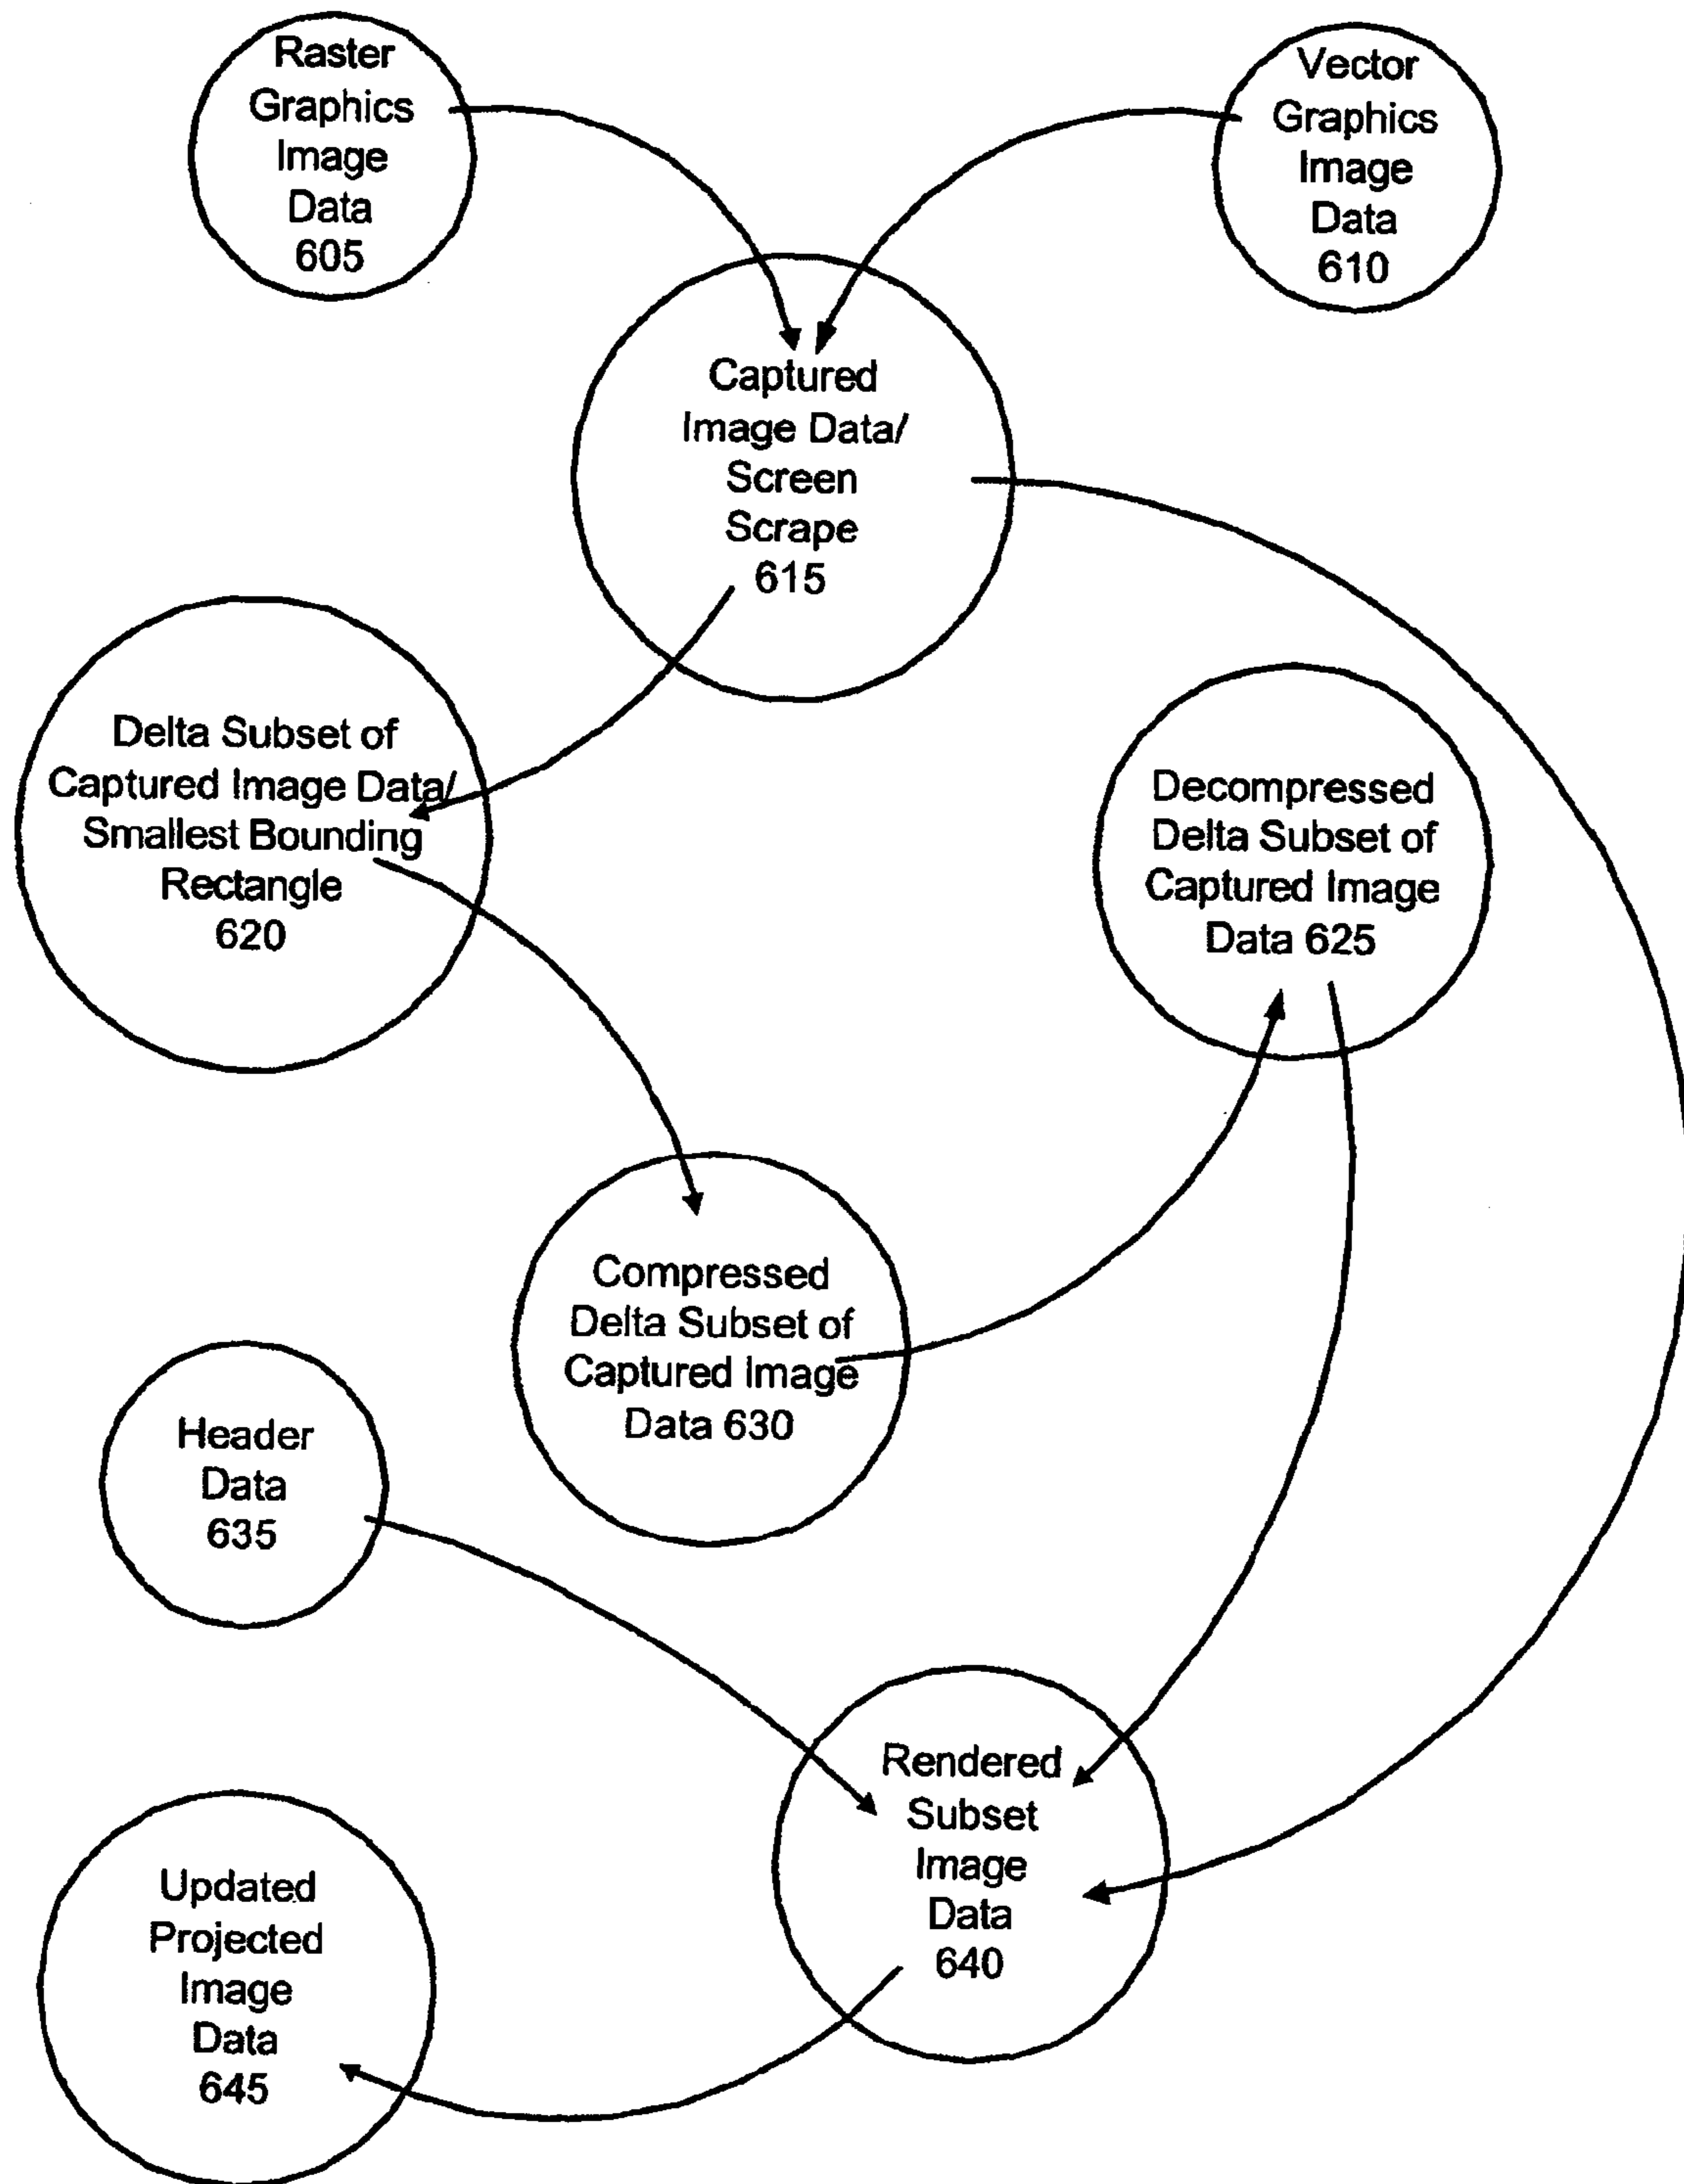 Raster
Graphics
Image
Data
605
Vector
Graphics
Image
Data
610
Captured
Image Data/
Screen
Scrape
615
Delta Subset of
Captured Image Data/
Smallest Bounding
Rectangle
620
Decompressed
Delta Subset of
Captured Image
Data 625
Compressed
Delta Subset of
Captured Image
Data 630
Header
Data
635
Rendered
Subset
Image
Data
640
Updated
Projected
Image
Data
645